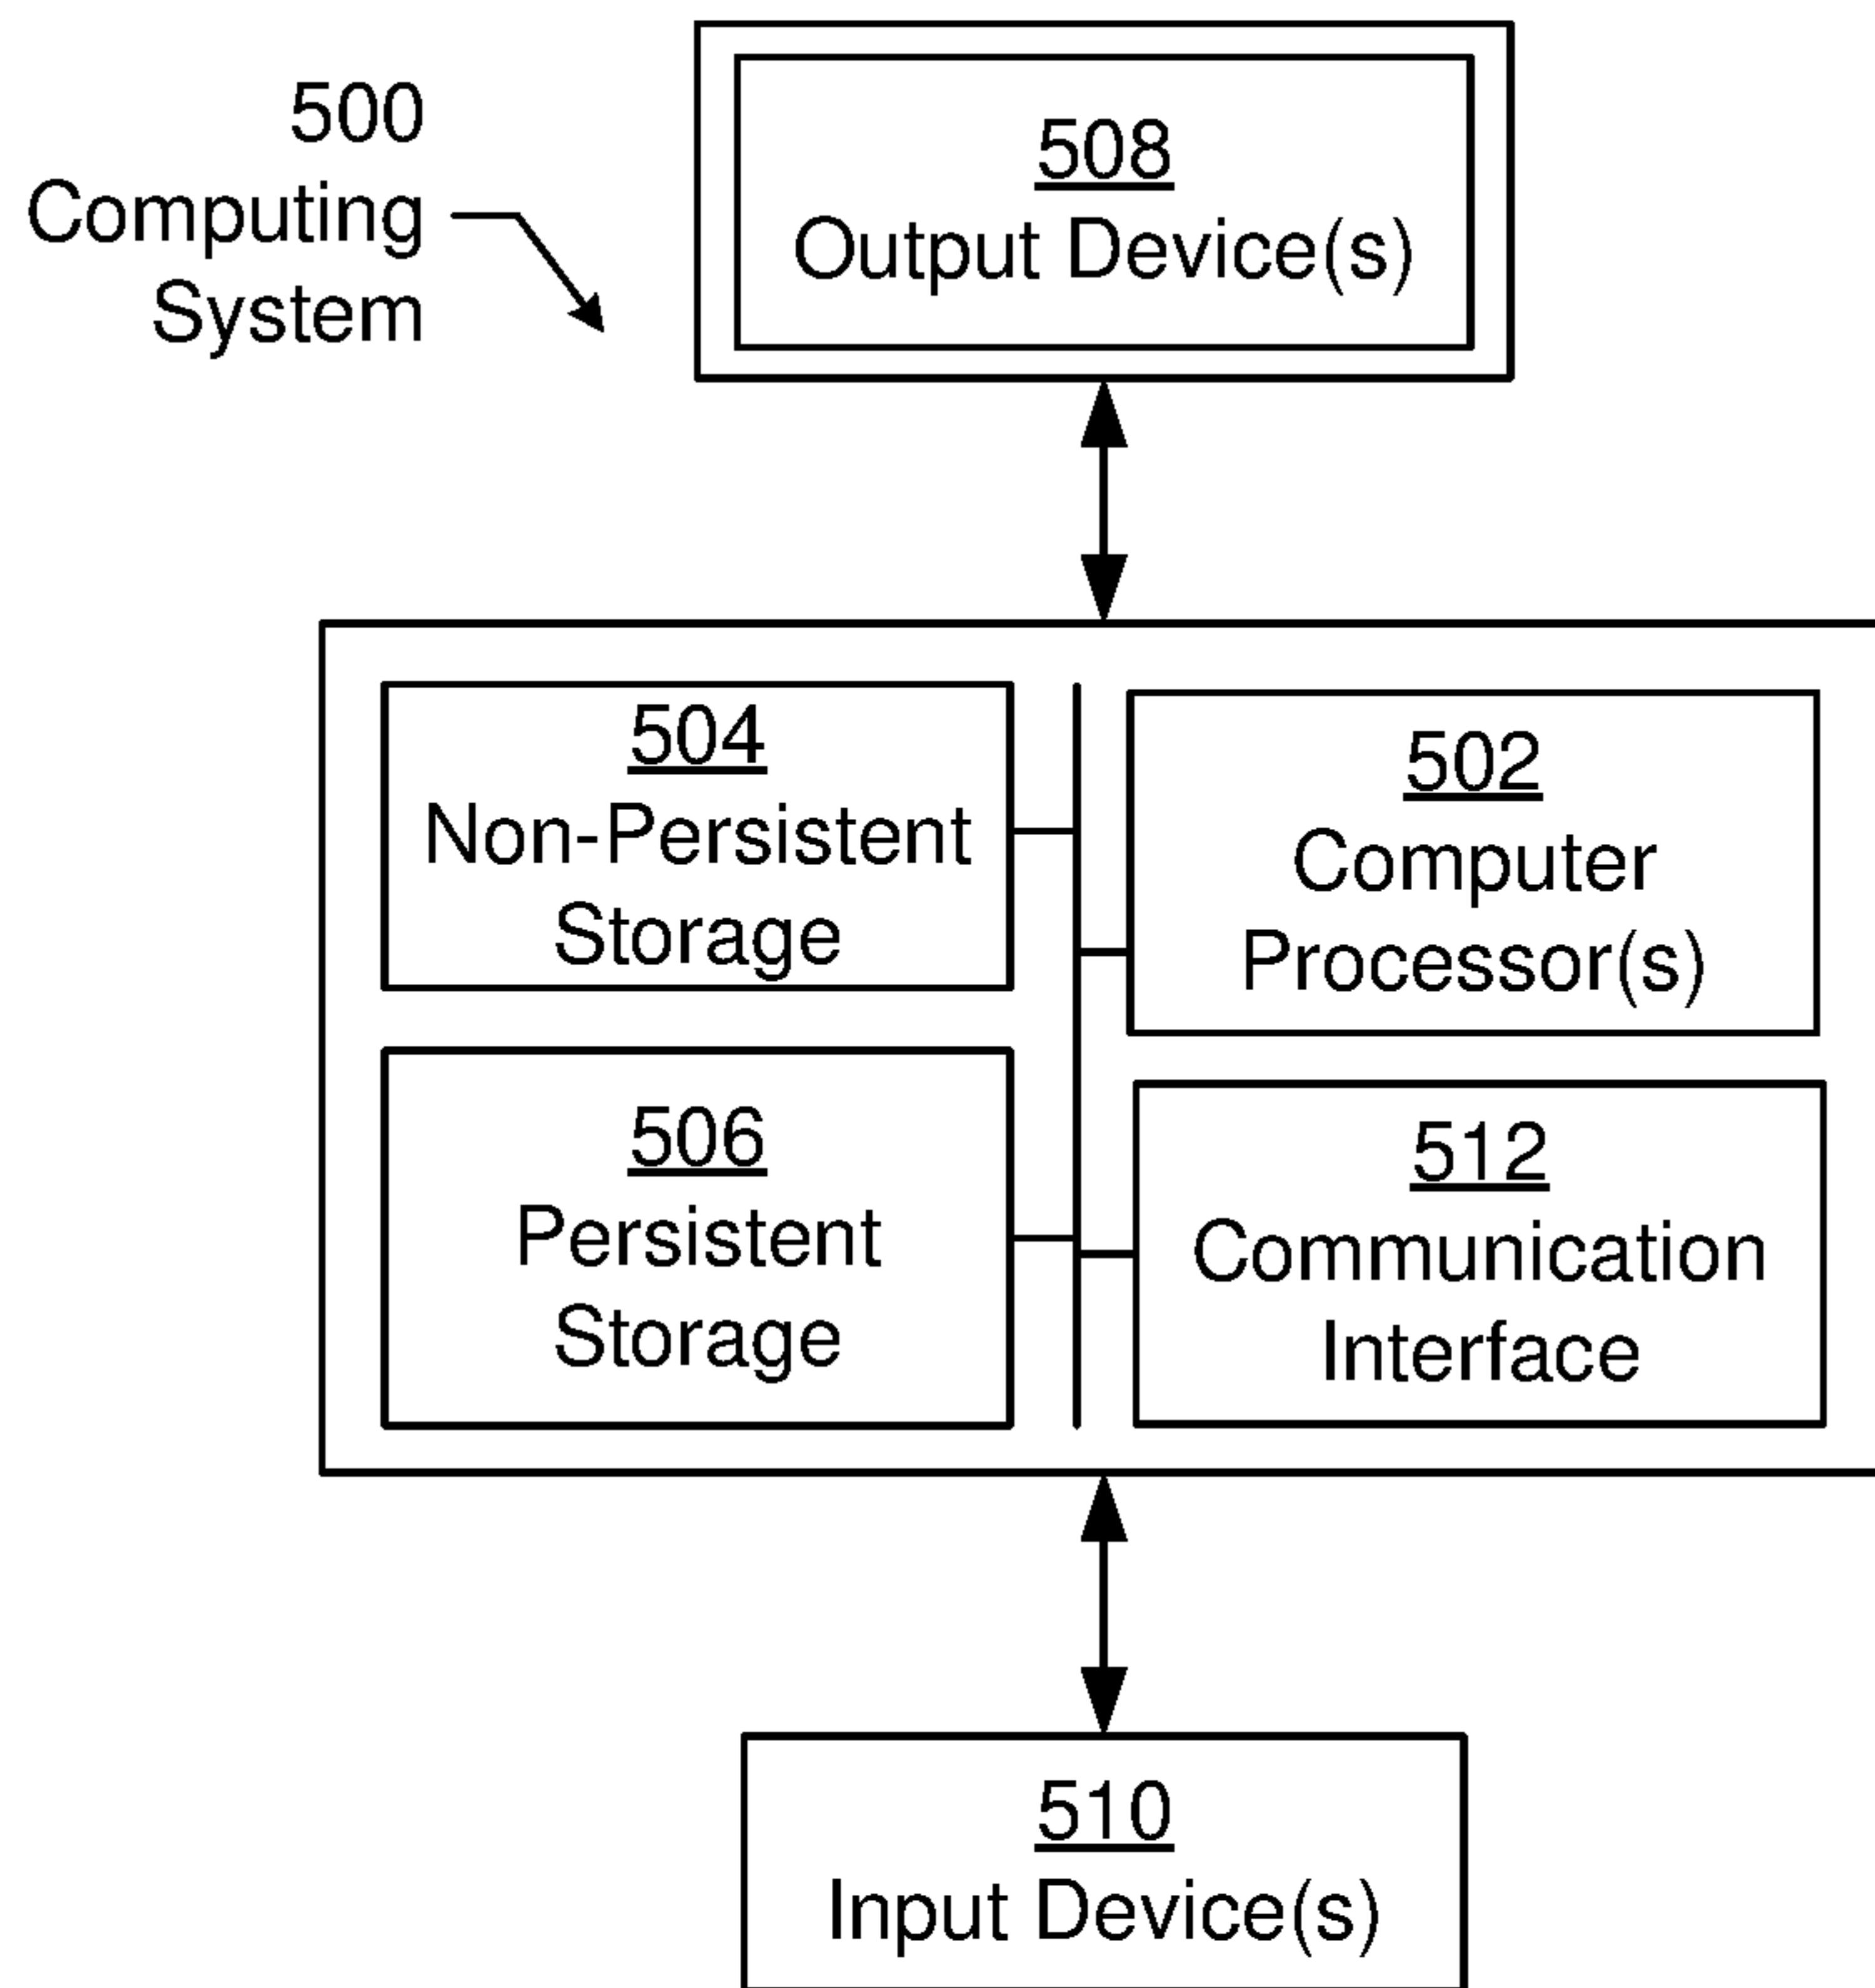 500
Computing
System
508
Output Device(s)
504
Non-Persistent
Storage
502
Computer
Processor(s)
506
Persistent
Storage
512
Communication
Interface
510
Input Device(s)